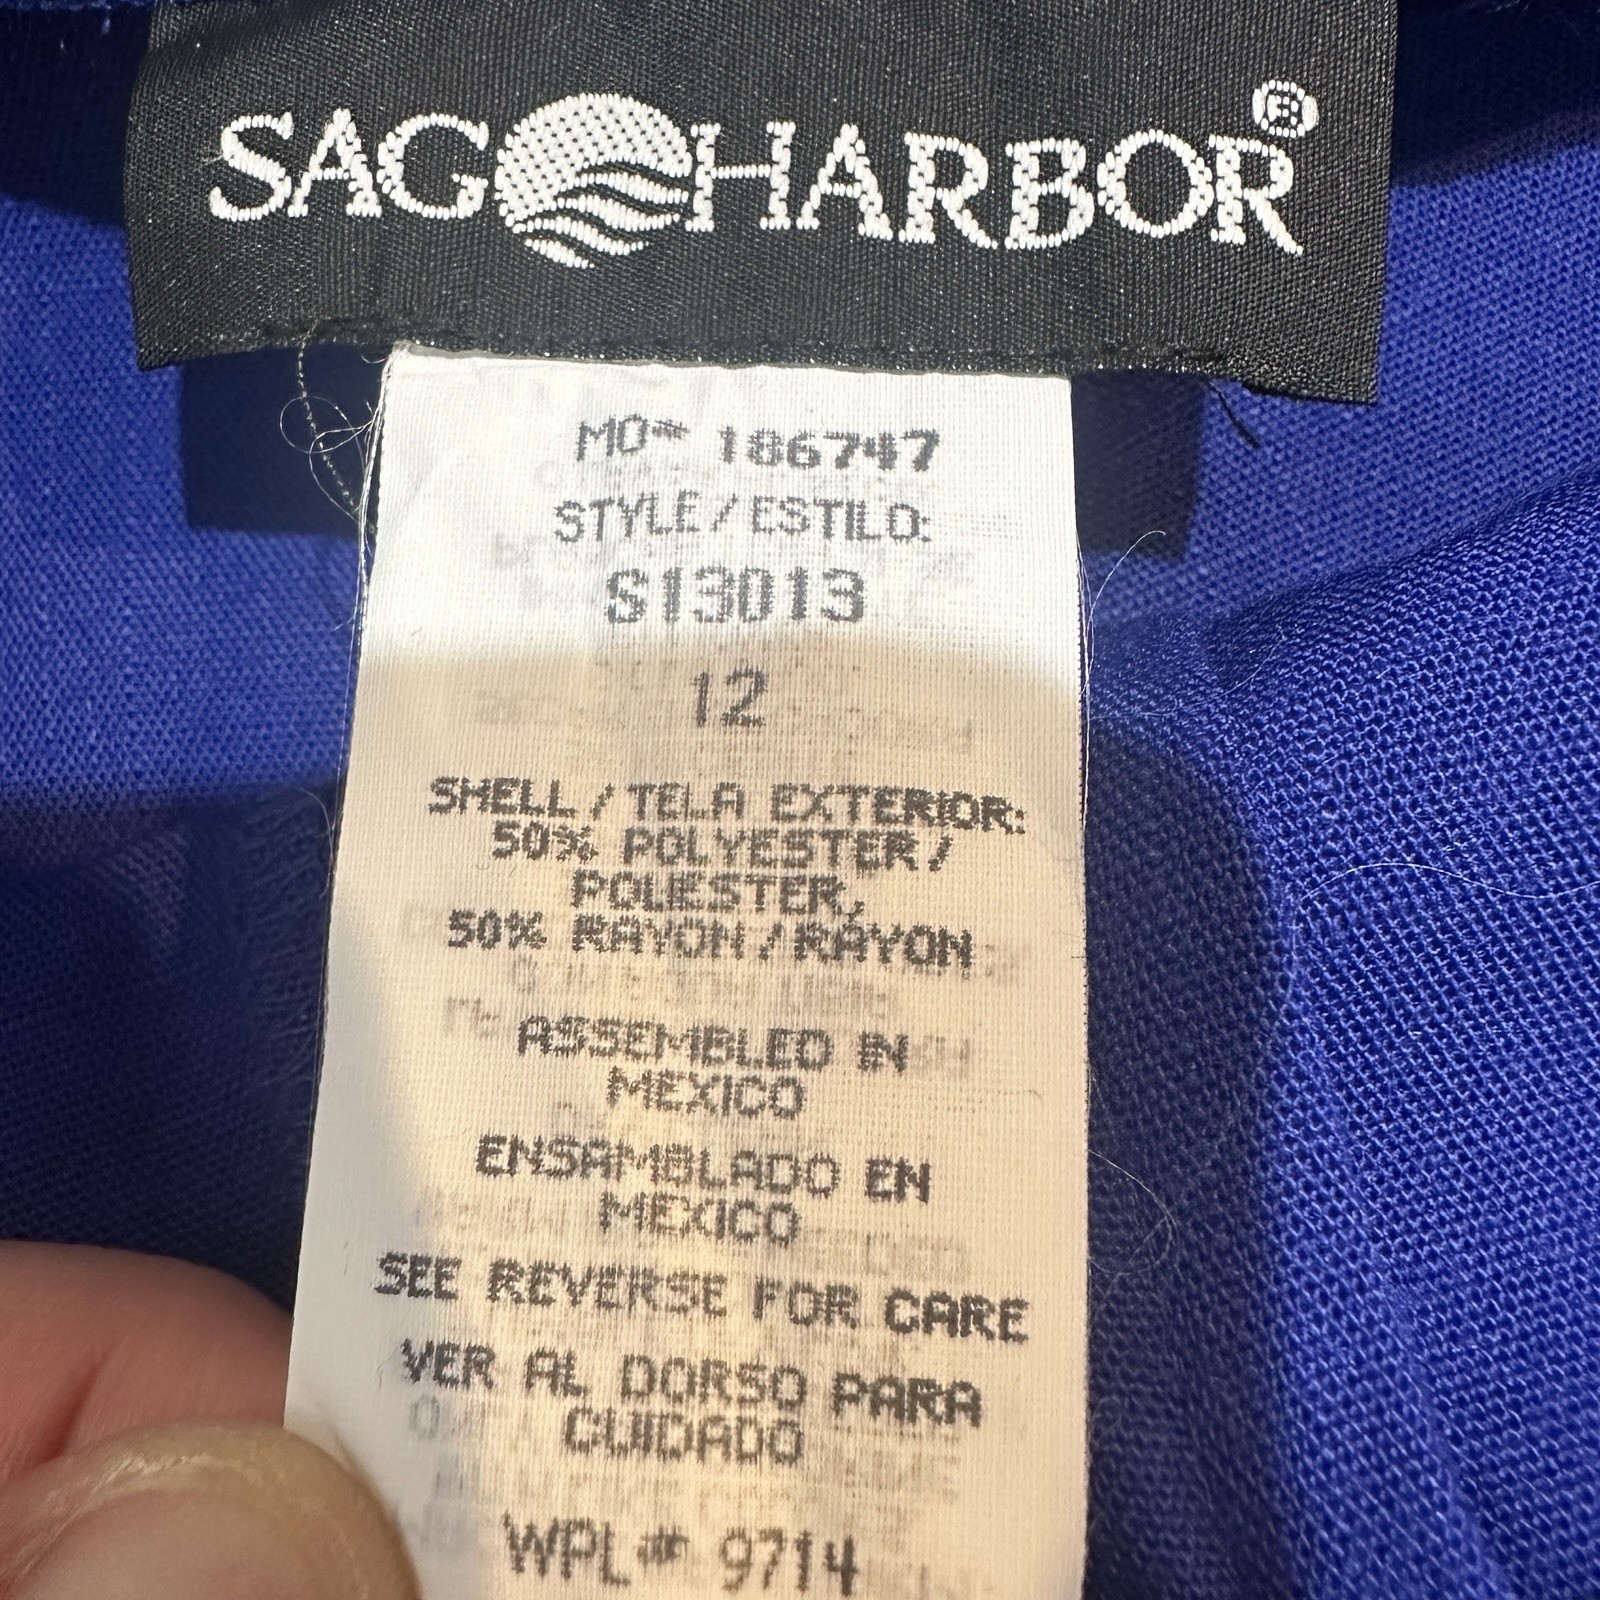 SAG HARBOR®
MO# 186747
STYLE/ESTILO:
S13013
12
SHELL/TELA EXTERIOR:
50% POLYESTER/
POLIESTER,
50% RAYON/RAYON
ASSEMBLED IN
MEXICO
ENSAMBLADO EN
MEXICO
SEE REVERSE FOR CARE
VER AL DORSO PARA
CUIDADO
WPL# 9714